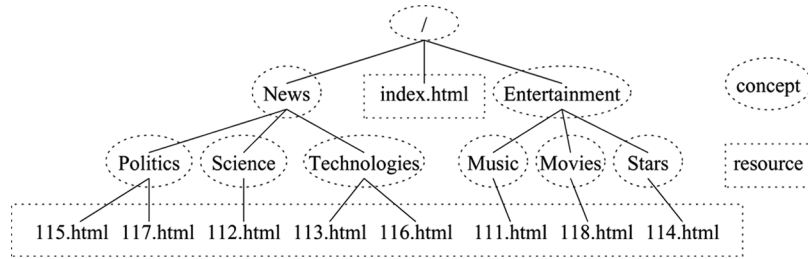 /
News index.html Entertainment concept
Politics Science Technologies Music Movies Stars resource
115.html 117.html 112.html 113.html 116.html 111.html 118.html 114.html